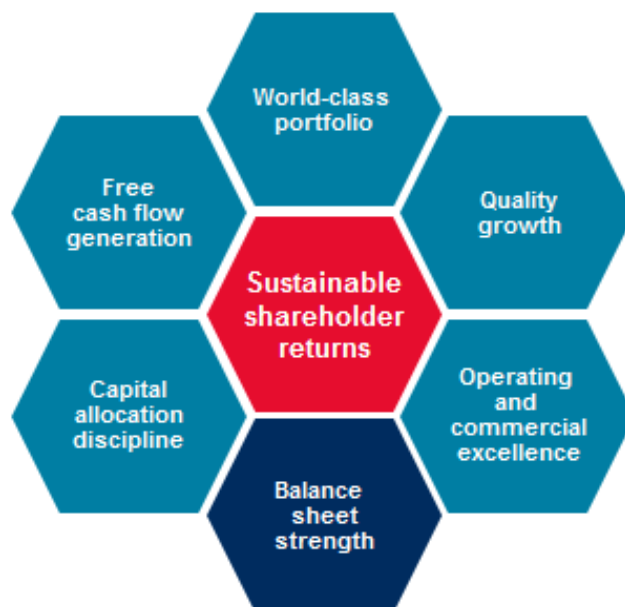 World-class
portfolio
Free
cash flow
generation
Quality
growth
Sustainable
shareholder
returns
Capital
allocation
discipline
Operating
and
commercial
excellence
Balance
sheet
strength